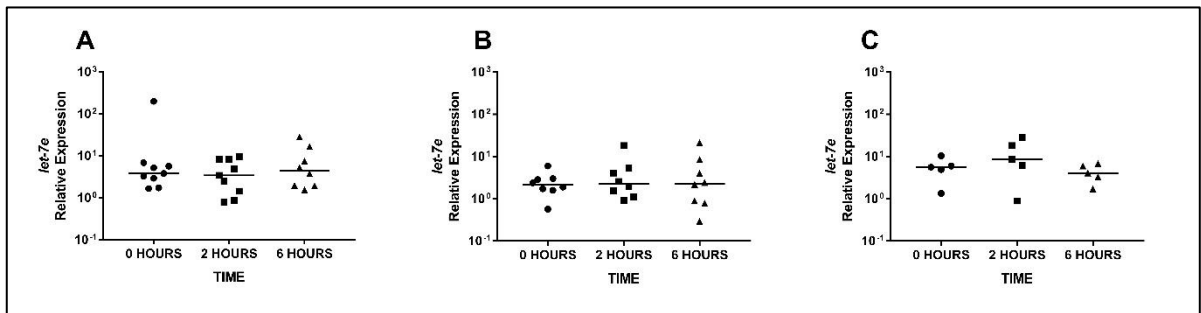 A
let-7e
Relative Expression
10³
10²
10¹
10⁰
10⁻¹
0 HOURS 2 HOURS 6 HOURS
TIME
B
let-7e
Relative Expression
10³
10²
10¹
10⁰
10⁻¹
0 HOURS 2 HOURS 6 HOURS
TIME
C
let-7e
Relative Expression
10³
10²
10¹
10⁰
10⁻¹
0 HOURS 2 HOURS 6 HOURS
TIME